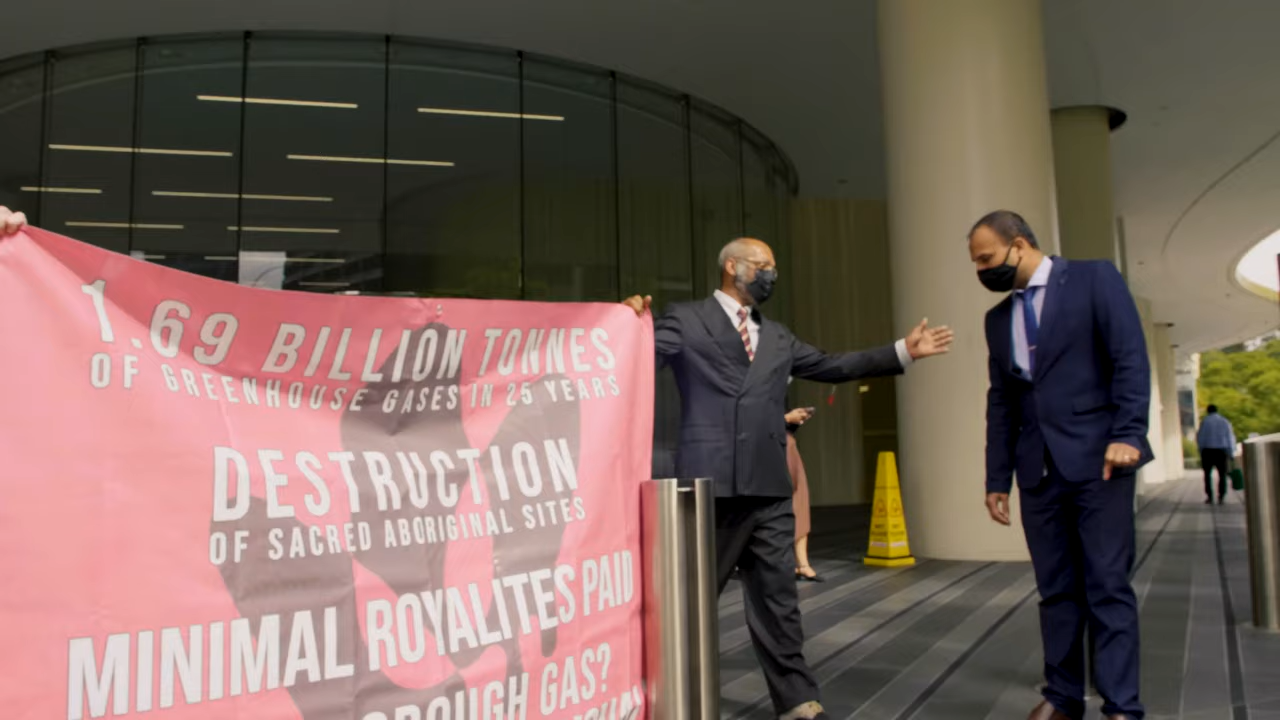 1.69 BILLION TONNES
OF GREENHOUSE GASES IN 25 YEARS
DESTRUCTION
OF SACRED ABORIGINAL SITES
MINIMAL ROYALITES PAID
GAS?